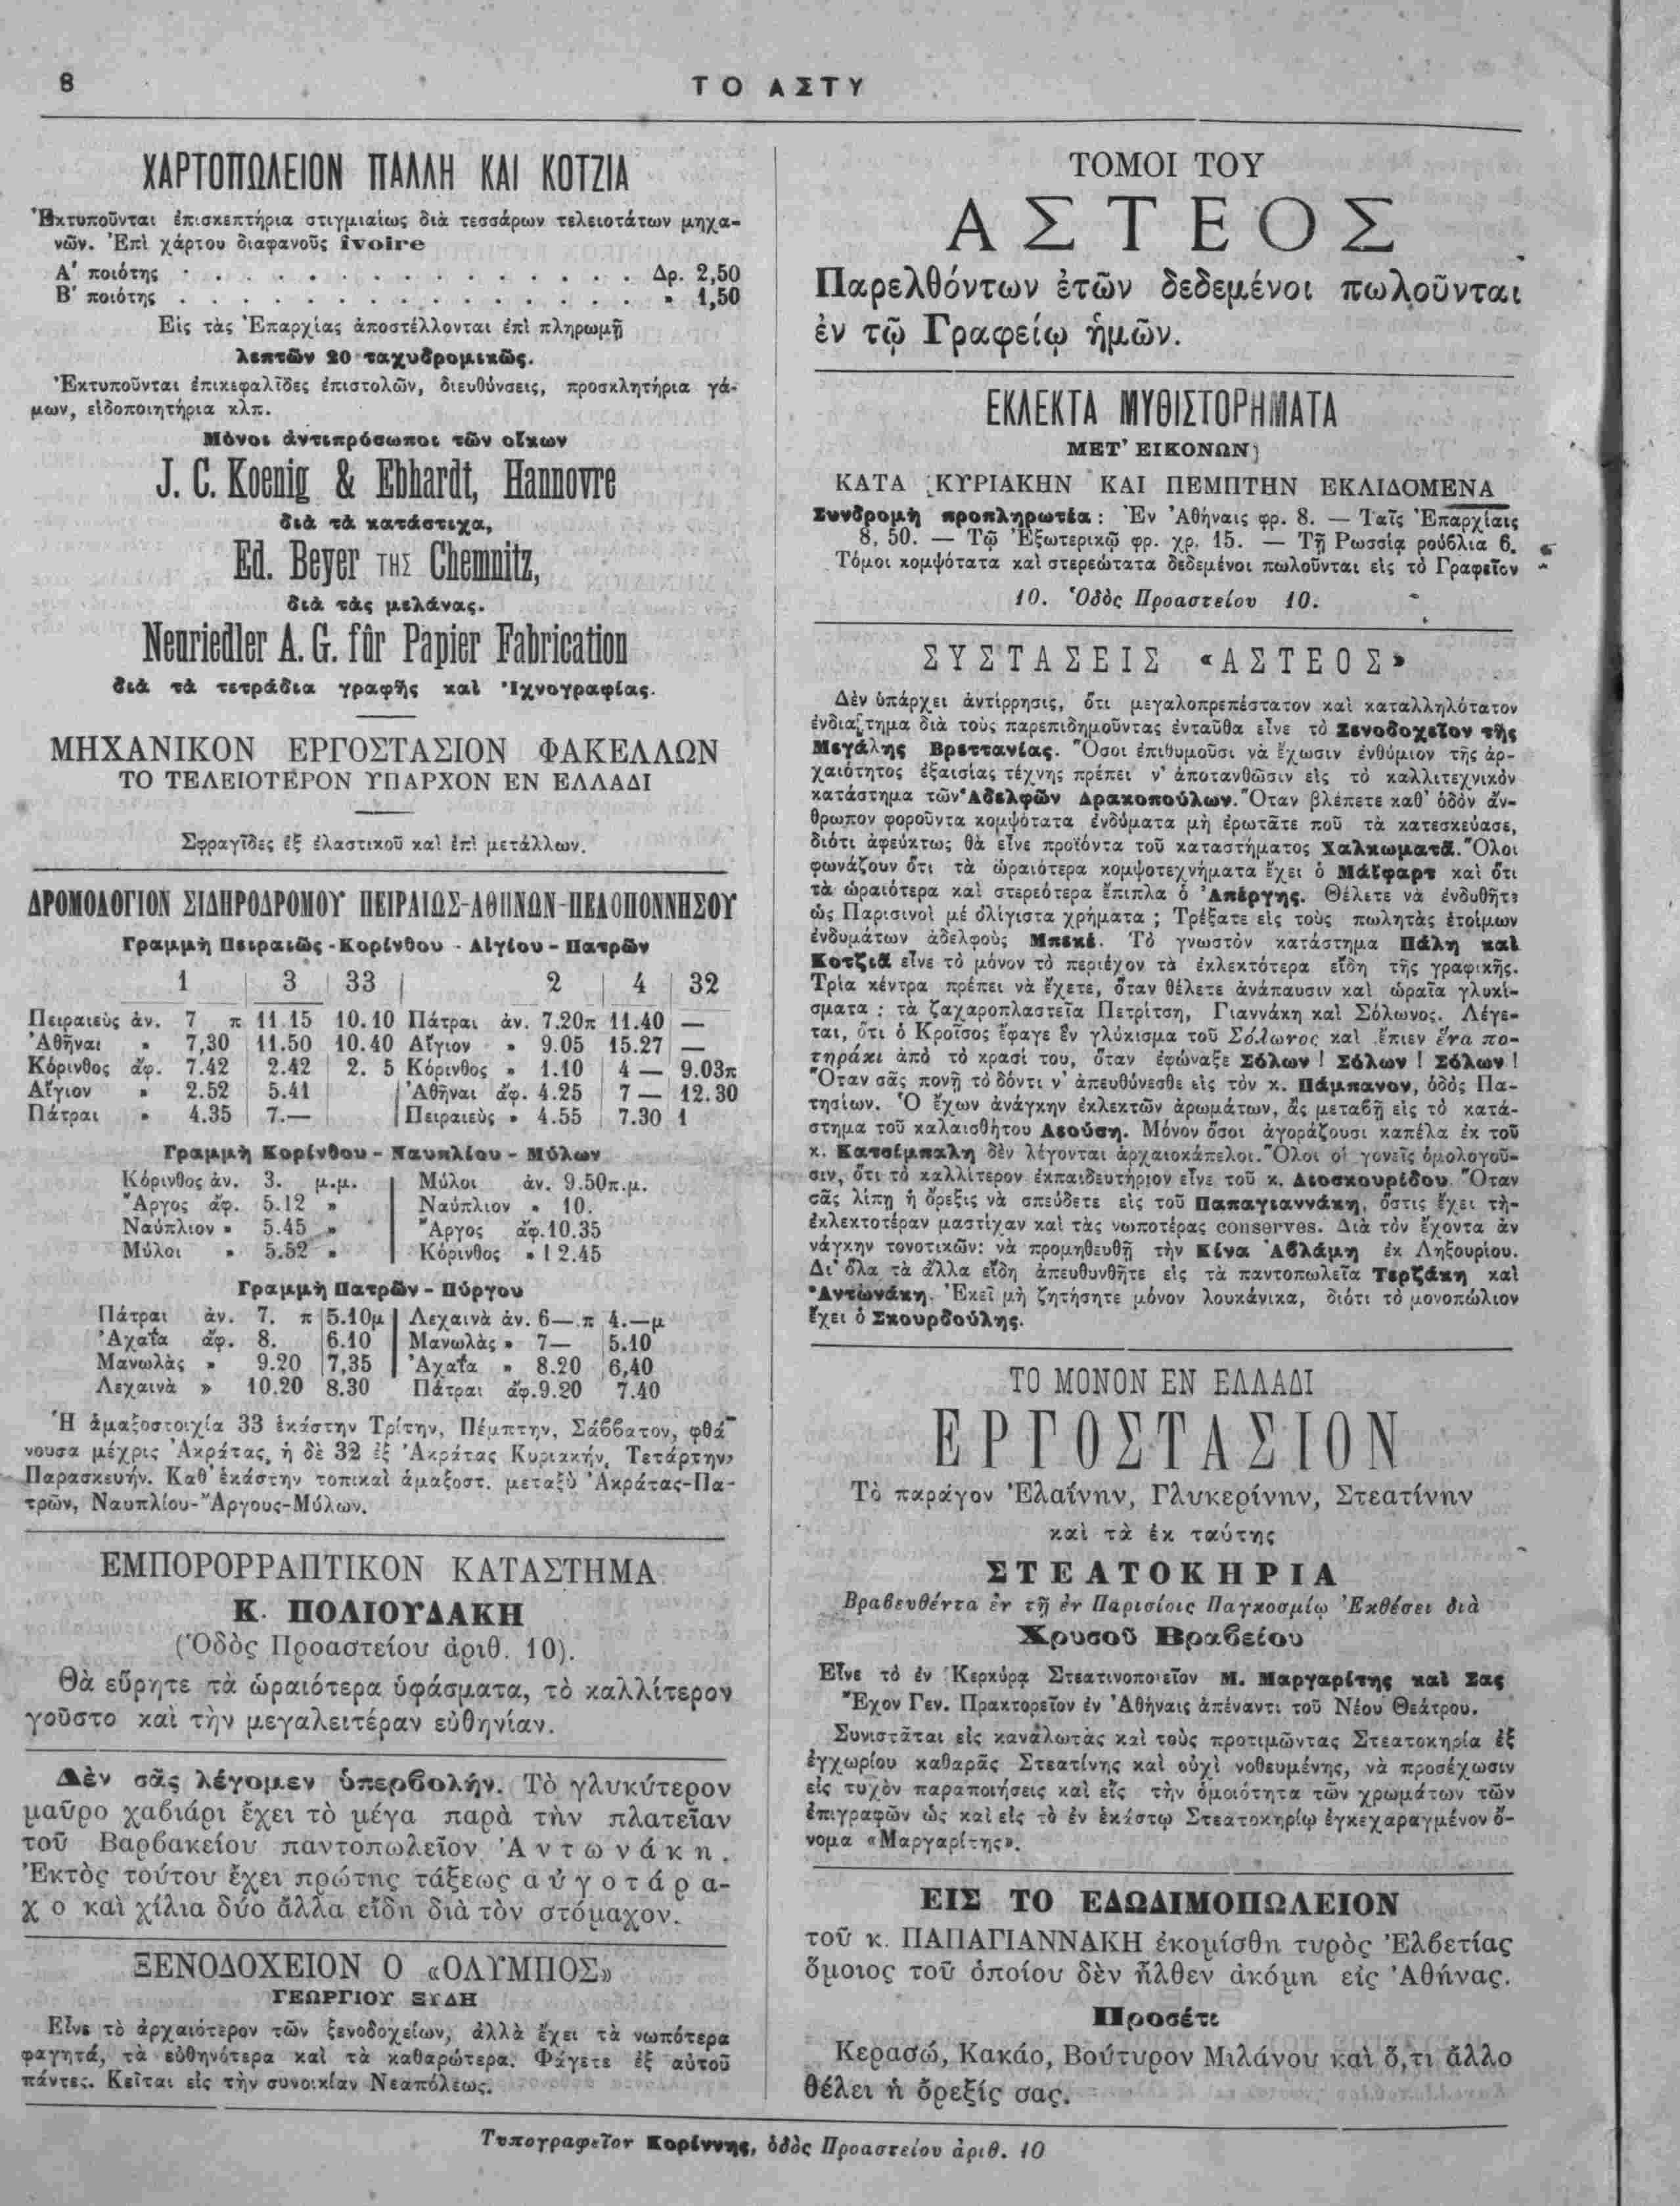 8
ΤΟ ΑΣΤΥ
ΧΑΡΤΟΠΩΛΕΙΟΝ ΠΑΛΛΗ ΚΑΙ ΚΟΤΖΙΑ
Ἐκτυποῦνται ἐπισκεπτήρια στιγμιαίως διὰ τεσσάρων τελειοτάτων μηχα-
νῶν. Ἐπὶ χάρτου διαφανοῦς ivoire
Α' ποιότης . . . . . . . . . . . . . . . Δρ. 2,50
Β' ποιότης . . . . . . . . . . . . . . . » 1,50
Εἰς τὰς Ἐπαρχίας ἀποστέλλονται ἐπὶ πληρωμῇ
λεπτῶν 20 ταχυδρομικῶς.
Ἐκτυποῦνται ἐπικεφαλῖδες ἐπιστολῶν, διευθύνσεις, προσκλητήρια γά-
μων, εἰδοποιητήρια κλπ.
Μόνοι ἀντιπρόσωποι τῶν οἴκων
J. C. Koenig & Ebhardt, Hannovre
διὰ τὰ κατάστιχα,
Ed. Beyer ΤΗΣ Chemnitz,
διὰ τὰς μελάνας.
Neuriedler A. G. fûr Papier Fabrication
διὰ τὰ τετράδια γραφῆς καὶ Ἰχνογραφίας.
ΜΗΧΑΝΙΚΟΝ ΕΡΓΟΣΤΑΣΙΟΝ ΦΑΚΕΛΛΩΝ
ΤΟ ΤΕΛΕΙΟΤΕΡΟΝ ΥΠΑΡΧΟΝ ΕΝ ΕΛΛΑΔΙ
Σφραγῖδες ἐξ ἐλαστικοῦ καὶ ἐπὶ μετάλλων.
ΔΡΟΜΟΛΟΓΙΟΝ ΣΙΔΗΡΟΔΡΟΜΟΥ ΠΕΙΡΑΙΩΣ-ΑΘΗΝΩΝ-ΠΕΛΟΠΟΝΝΗΣΟΥ
Γραμμὴ Πειραιῶς - Κορίνθου - Αἰγίου - Πατρῶν
1 | 3 | 33 | 2 | 4 | 32
Πειραιεὺς ἀν. 7 π 11.15 10.10 Πάτραι ἀν. 7.20π 11.40 —
Ἀθῆναι » 7,30 11.50 10.40 Αἴγιον » 9.05 15.27 —
Κόρινθος ἀφ. 7.42 2.42 2. 5 Κόρινθος » 1.10 4 — 9.03π
Αἴγιον » 2.52 5.41 Ἀθῆναι ἀφ. 4.25 7 — 12.30
Πάτραι » 4.35 7.— Πειραιεὺς » 4.55 7.30 1
Γραμμὴ Κορίνθου - Ναυπλίου - Μύλων
Κόρινθος ἀν. 3. μ.μ. Μύλοι ἀν. 9.50π.μ.
Ἄργος ἀφ. 5.12 » Ναύπλιον » 10.
Ναύπλιον » 5.45 » Ἄργος ἀφ. 10.35
Μύλοι » 5.52 » Κόρινθος » 12.45
Γραμμὴ Πατρῶν - Πύργου
Πάτραι ἀν. 7. π 5.10μ Λεχαινὰ ἀν. 6—π 4.—μ
Ἀχαΐα ἀφ. 8. 6.10 Μανωλὰς » 7— 5.10
Μανωλὰς » 9.20 7,35 Ἀχαΐα » 8.20 6,40
Λεχαινὰ » 10.20 8.30 Πάτραι ἀφ. 9.20 7.40
Ἡ ἁμαξοστοιχία 33 ἑκάστην Τρίτην, Πέμπτην, Σάββατον, φθά-
νουσα μέχρις Ἀκράτας, ἡ δὲ 32 ἐξ Ἀκράτας Κυριακήν, Τετάρτην,
Παρασκευήν. Καθ' ἑκάστην τοπικαὶ ἁμαξοστ. μεταξὺ Ἀκράτας-Πα-
τρῶν, Ναυπλίου-Ἄργους-Μύλων.
ΕΜΠΟΡΟΡΡΑΠΤΙΚΟΝ ΚΑΤΑΣΤΗΜΑ
Κ. ΠΟΛΙΟΥΔΑΚΗ
(Ὁδὸς Προαστείου ἀριθ. 10).
Θὰ εὕρητε τὰ ὡραιότερα ὑφάσματα, τὸ καλλίτερον
γοῦστο καὶ τὴν μεγαλειτέραν εὐθηνίαν.
Δὲν σᾶς λέγομεν ὑπερβολήν. Τὸ γλυκύτερον
μαῦρο χαβιάρι ἔχει τὸ μέγα παρὰ τὴν πλατεῖαν
τοῦ Βαρβακείου παντοπωλεῖον Ἀντωνάκη.
Ἐκτὸς τούτου ἔχει πρώτης τάξεως αὐγοτάρα-
χο καὶ χίλια δύο ἄλλα εἴδη διὰ τὸν στόμαχον.
ΞΕΝΟΔΟΧΕΙΟΝ Ο «ΟΛΥΜΠΟΣ»
ΓΕΩΡΓΙΟΥ ΞΥΔΗ
Εἶνε τὸ ἀρχαιότερον τῶν ξενοδοχείων, ἀλλὰ ἔχει τὰ νωπότερα
φαγητά, τὰ εὐθηνότερα καὶ τὰ καθαρώτερα. Φάγετε ἐξ αὐτοῦ
πάντες. Κεῖται εἰς τὴν συνοικίαν Νεαπόλεως.
ΤΟΜΟΙ ΤΟΥ
ΑΣΤΕΟΣ
Παρελθόντων ἐτῶν δεδεμένοι πωλοῦνται
ἐν τῷ Γραφείῳ ἡμῶν.
ΕΚΛΕΚΤΑ ΜΥΘΙΣΤΟΡΗΜΑΤΑ
ΜΕΤ' ΕΙΚΟΝΩΝ
ΚΑΤΑ ΚΥΡΙΑΚΗΝ ΚΑΙ ΠΕΜΠΤΗΝ ΕΚΔΙΔΟΜΕΝΑ
Συνδρομὴ προπληρωτέα : Ἐν Ἀθήναις φρ. 8. — Ταῖς Ἐπαρχίαις
8, 50. — Τῷ Ἐξωτερικῷ φρ. χρ. 15. — Τῇ Ρωσσίᾳ ρούβλια 6.
Τόμοι κομψότατα καὶ στερεώτατα δεδεμένοι πωλοῦνται εἰς τὸ Γραφεῖον
10. Ὁδὸς Προαστείου 10.
ΣΥΣΤΑΣΕΙΣ «ΑΣΤΕΟΣ»
Δὲν ὑπάρχει ἀντίρρησις, ὅτι μεγαλοπρεπέστατον καὶ καταλληλότατον
ἐνδιαίτημα διὰ τοὺς παρεπιδημοῦντας ἐνταῦθα εἶνε τὸ Ξενοδοχεῖον τῆς
Μεγάλης Βρεττανίας. Ὅσοι ἐπιθυμοῦσι νὰ ἔχωσιν ἐνθύμιον τῆς ἀρ-
χαιότητος ἐξαισίας τέχνης πρέπει ν' ἀποτανθῶσιν εἰς τὸ καλλιτεχνικὸν
κατάστημα τῶν Ἀδελφῶν Δρακοπούλων. Ὅταν βλέπετε καθ' ὁδὸν ἄν-
θρωπον φοροῦντα κομψότατα ἐνδύματα μὴ ἐρωτᾶτε ποῦ τὰ κατεσκεύασε,
διότι ἀφεύκτως θὰ εἶνε προϊόντα τοῦ καταστήματος Χαλκωματᾶ. Ὅλοι
φωνάζουν ὅτι τὰ ὡραιότερα κομψοτεχνήματα ἔχει ὁ Μάϊφαρτ καὶ ὅτι
τὰ ὡραιότερα καὶ στερεότερα ἔπιπλα ὁ Ἀπέργης. Θέλετε νὰ ἐνδυθῆτε
ὡς Παρισινοὶ μὲ ὀλίγιστα χρήματα ; Τρέξατε εἰς τοὺς πωλητὰς ἑτοίμων
ἐνδυμάτων ἀδελφοὺς Μπεκέ. Τὸ γνωστὸν κατάστημα Πάλη καὶ
Κοτζιᾶ εἶνε τὸ μόνον τὸ περιέχον τὰ ἐκλεκτότερα εἴδη τῆς γραφικῆς.
Τρία κέντρα πρέπει νὰ ἔχετε, ὅταν θέλετε ἀνάπαυσιν καὶ ὡραῖα γλυκί-
σματα : τὰ ζαχαροπλαστεῖα Πετρίτση, Γιαννάκη καὶ Σόλωνος. Λέγε-
ται, ὅτι ὁ Κροῖσος ἔφαγε ἓν γλύκισμα τοῦ Σόλωνος καὶ ἔπιεν ἕνα πο-
τηράκι ἀπὸ τὸ κρασί του, ὅταν ἐφώναξε Σόλων ! Σόλων ! Σόλων !
Ὅταν σᾶς πονῇ τὸ δόντι ν' ἀπευθύνεσθε εἰς τὸν κ. Πάμπανον, ὁδὸς Πα-
τησίων. Ὁ ἔχων ἀνάγκην ἐκλεκτῶν ἀρωμάτων, ἂς μεταβῇ εἰς τὸ κατά-
στημα τοῦ καλαισθήτου Λεούση. Μόνον ὅσοι ἀγοράζουσι καπέλα ἐκ τοῦ
κ. Κατσίμπαλη δὲν λέγονται ἀρχαιοκάπελοι. Ὅλοι οἱ γονεῖς ὁμολογοῦ-
σιν, ὅτι τὸ καλλίτερον ἐκπαιδευτήριον εἶνε τοῦ κ. Διοσκουρίδου. Ὅταν
σᾶς λίπῃ ἡ ὄρεξις νὰ σπεύδετε εἰς τοῦ Παπαγιαννάκη, ὅστις ἔχει τὴ-
ἐκλεκτοτέραν μαστίχαν καὶ τὰς νωποτέρας conserves. Διὰ τὸν ἔχοντα ἀν
νάγκην τονοτικῶν: νὰ προμηθευθῇ τὴν Κίνα Ἀβλάμη ἐκ Ληξουρίου.
Δι' ὅλα τὰ ἄλλα εἴδη ἀπευθυνθῆτε εἰς τὰ παντοπωλεῖα Τερζάκη καὶ
Ἀντωνάκη. Ἐκεῖ μὴ ζητήσητε μόνον λουκάνικα, διότι τὸ μονοπώλιον
ἔχει ὁ Σκουρδούλης.
ΤΟ ΜΟΝΟΝ ΕΝ ΕΛΛΑΔΙ
ΕΡΓΟΣΤΑΣΙΟΝ
Τὸ παράγον Ἐλαΐνην, Γλυκερίνην, Στεατίνην
καὶ τὰ ἐκ ταύτης
ΣΤΕΑΤΟΚΗΡΙΑ
Βραβευθέντα ἐν τῇ ἐν Παρισίοις Παγκοσμίῳ Ἐκθέσει διὰ
Χρυσοῦ Βραβείου
Εἶνε τὸ ἐν Κερκύρᾳ Στεατινοποιεῖον Μ. Μαργαρίτης καὶ Σας
Ἔχον Γεν. Πρακτορεῖον ἐν Ἀθήναις ἀπέναντι τοῦ Νέου Θεάτρου.
Συνιστᾶται εἰς καναλωτὰς καὶ τοὺς προτιμῶντας Στεατοκηρία ἐξ
ἐγχωρίου καθαρᾶς Στεατίνης καὶ οὐχὶ νοθευμένης, νὰ προσέχωσιν
εἰς τυχὸν παραποιήσεις καὶ εἰς τὴν ὁμοιότητα τῶν χρωμάτων τῶν
ἐπιγραφῶν ὡς καὶ εἰς τὸ ἐν ἑκάστῳ Στεατοκηρίῳ ἐγκεχαραγμένον ὄ-
νομα «Μαργαρίτης».
ΕΙΣ ΤΟ ΕΔΩΔΙΜΟΠΩΛΕΙΟΝ
τοῦ κ. ΠΑΠΑΓΙΑΝΝΑΚΗ ἐκομίσθη τυρὸς Ἑλβετίας
ὅμοιος τοῦ ὁποίου δὲν ἦλθεν ἀκόμη εἰς Ἀθήνας.
Προσέτι
Κερασώ, Κακάο, Βούτυρον Μιλάνου καὶ ὅ,τι ἄλλο
θέλει ἡ ὄρεξίς σας.
Τυπογραφεῖον Κορίννης, ὁδὸς Προαστείου ἀριθ. 10